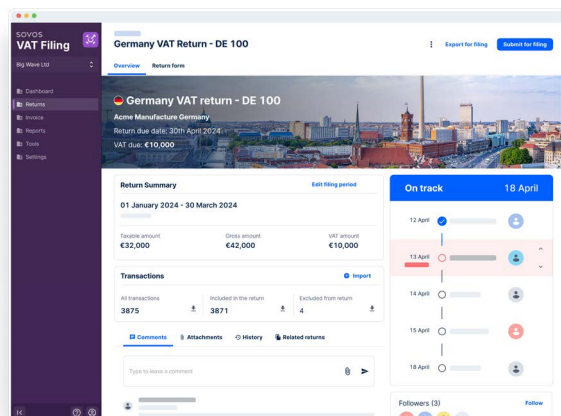 SOVOS
VAT Filing
Big Wave Ltd
Dashboard
Returns
Invoice
Reports
Tools
Settings
Germany VAT Return - DE 100
Export for filing
Submit for filing
Overview
Return form
Germany VAT return - DE 100
Acme Manufacture Germany
Return due date: 30th April 2024
VAT due: €10,000
Return Summary
Edit filing period
01 January 2024 - 30 March 2024
Taxable amount
Gross amount
VAT amount
€32,000
€42,000
€10,000
Transactions
Import
All transactions
Included in the return
Excluded from return
3875
3871
4
Comments
Attachments
History
Related returns
Type to leave a comment
On track
18 April
12 April
13 April
14 April
15 April
18 April
Followers (3)
Follow